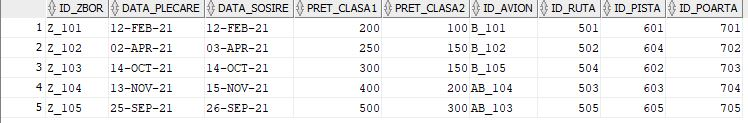 ID_ZBOR DATA_PLECARE DATA_SOSIRE PRET_CLASA1 PRET_CLASA2 ID_AVION ID_RUTA ID_PISTA ID_POARTA
1 Z_101 12-FEB-21 12-FEB-21 200 100 B_101 501 601 701
2 Z_102 02-APR-21 03-APR-21 250 150 B_102 502 604 702
3 Z_103 14-OCT-21 14-OCT-21 300 150 B_105 504 602 704
4 Z_104 13-NOV-21 15-NOV-21 400 200 AB_104 503 603 704
5 Z_105 25-SEP-21 26-SEP-21 500 300 AB_103 505 605 705